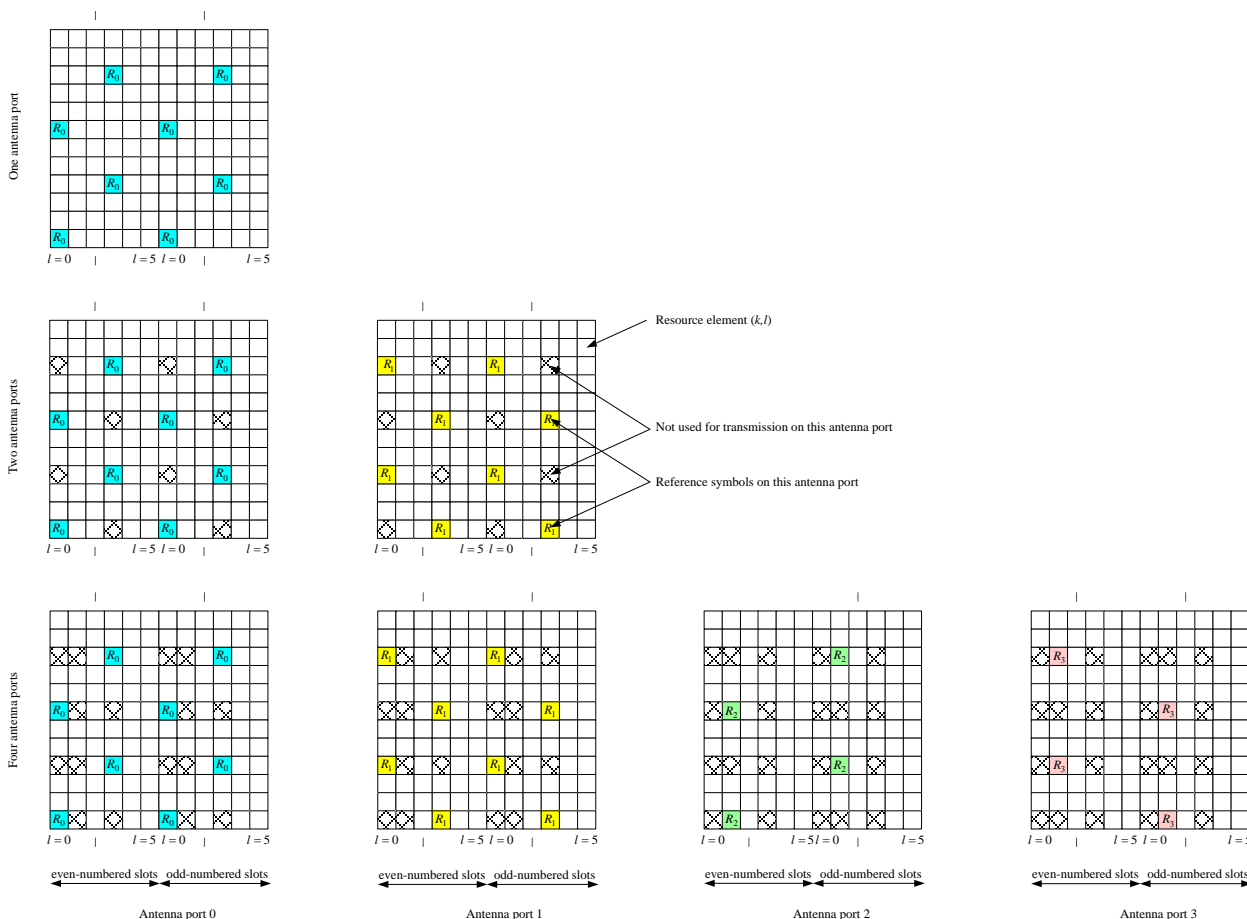 One antenna port
R0 R0
R0 R0
R0 R0
R0 R0
l = 0 l = 5 l = 0 l = 5
Two antenna ports
Resource element (k,l)
R0 R0 R1 R1
R0 R0 R1 R1
Not used for transmission on this antenna port
R0 R0 R1 R1
Reference symbols on this antenna port
R0 R0 R1 R1
l = 0 l = 5 l = 0 l = 5 l = 0 l = 5 l = 0 l = 5
Four antenna ports
R0 R0 R1 R1 R2 R3
R0 R0 R1 R1 R2 R3
R0 R0 R1 R1 R2 R3
R0 R0 R1 R1 R2 R3
l = 0 l = 5 l = 0 l = 5 l = 0 l = 5 l = 0 l = 5 l = 0 l = 5 l = 0 l = 5 l = 0 l = 5 l = 0 l = 5
even-numbered slots odd-numbered slots even-numbered slots odd-numbered slots even-numbered slots odd-numbered slots even-numbered slots odd-numbered slots
Antenna port 0 Antenna port 1 Antenna port 2 Antenna port 3